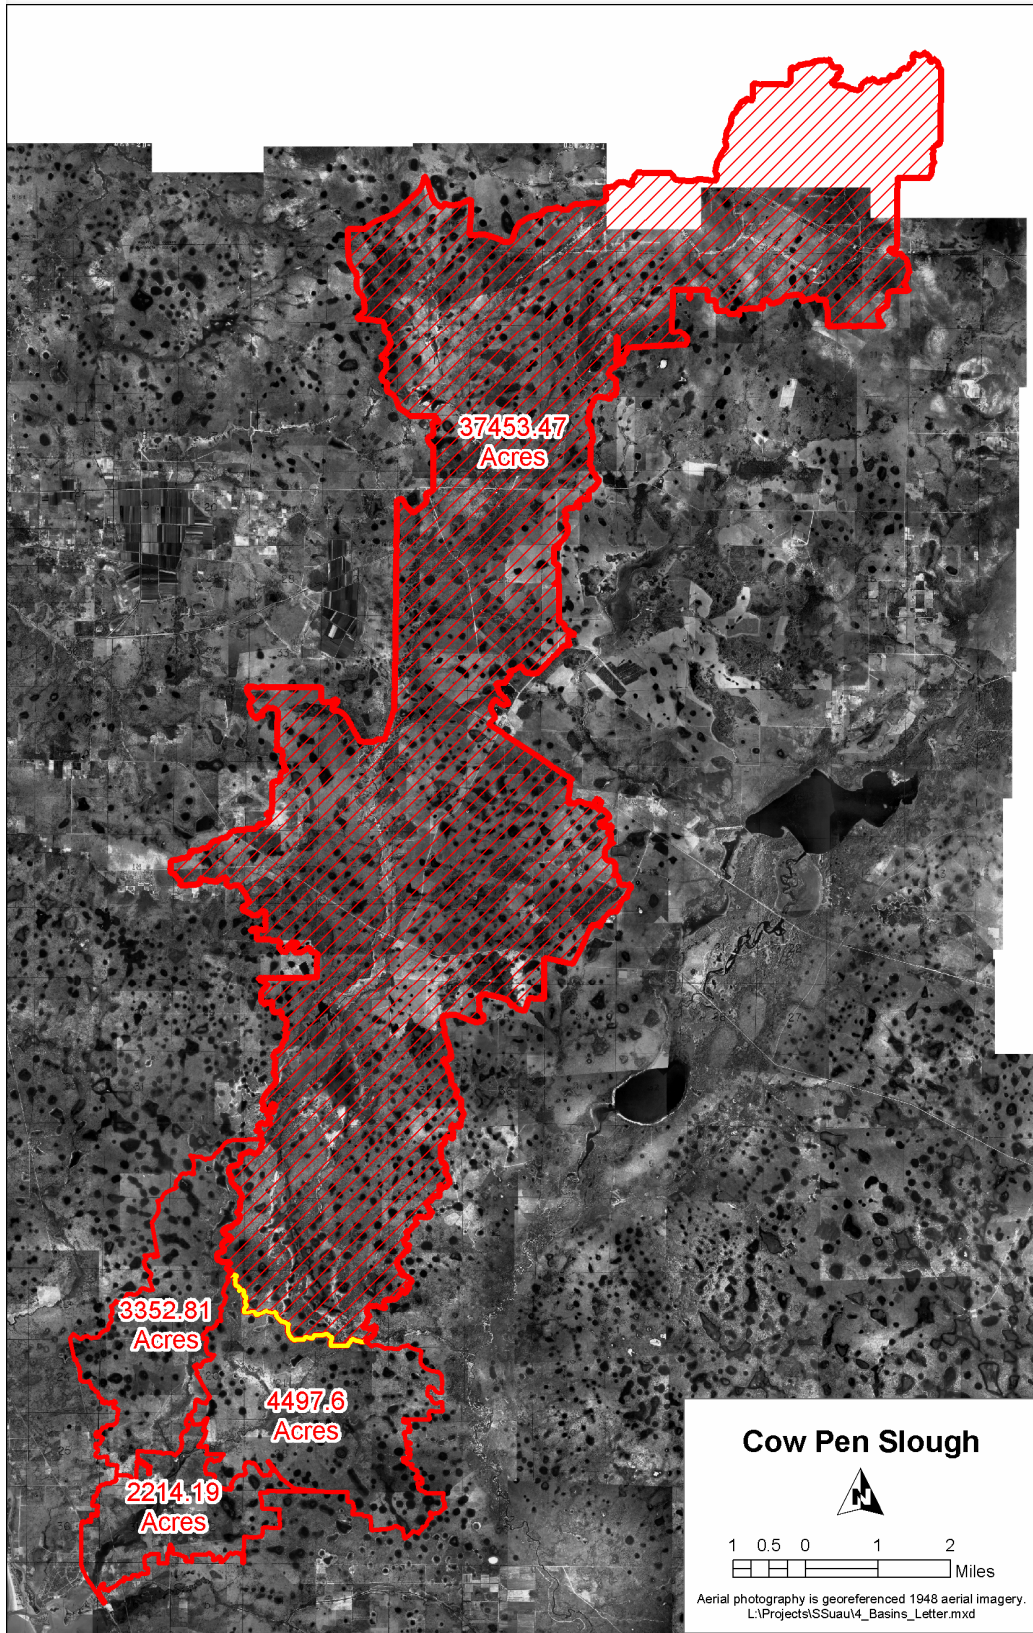 37453.47
Acres
3352.81
Acres
4497.6
Acres
2214.19
Acres
Cow Pen Slough
N
1 0.5 0 1 2
Miles
Aerial photography is georeferenced 1948 aerial imagery.
L:\Projects\SSuau\4_Basins_Letter.mxd